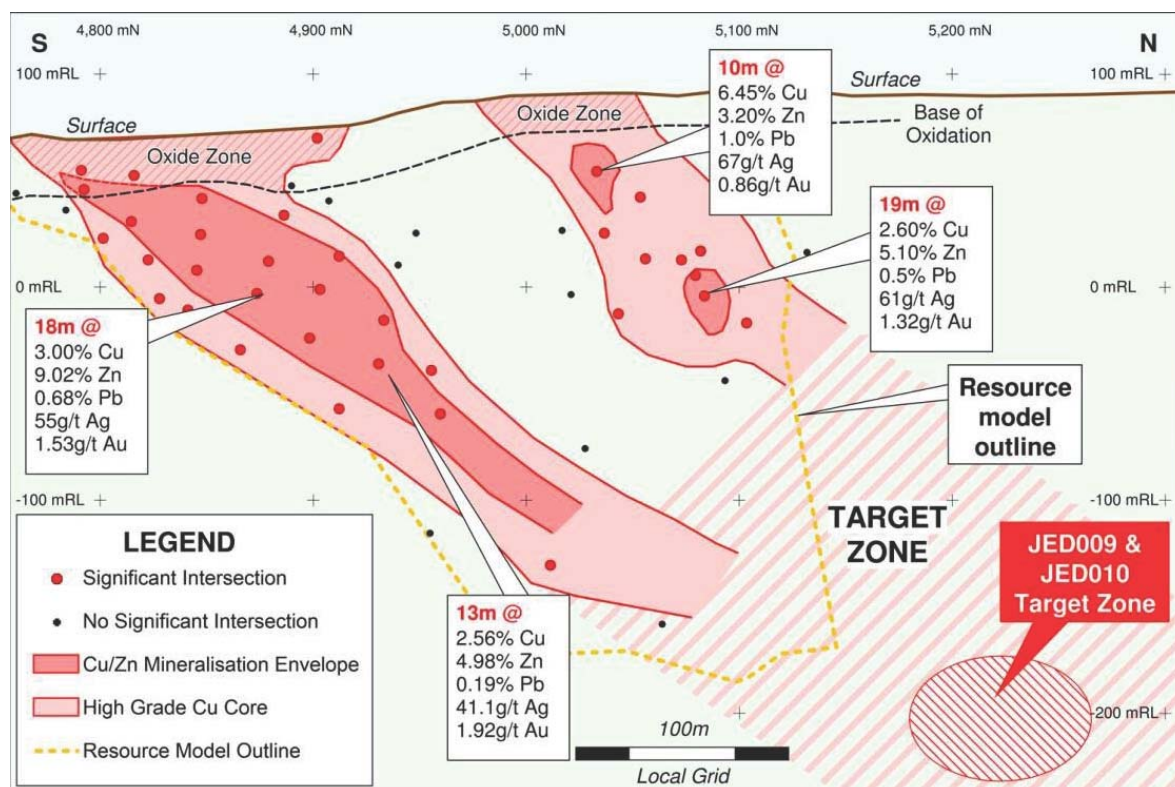 4,800 mN
4,900 mN
5,000 mN
5,100 mN
5,200 mN
S
N
100 mRL
100 mRL
Surface
Surface
Oxide Zone
Oxide Zone
Base of
Oxidation
10m @
6.45% Cu
3.20% Zn
1.0% Pb
67g/t Ag
0.86g/t Au
19m @
2.60% Cu
5.10% Zn
0.5% Pb
61g/t Ag
1.32g/t Au
0 mRL
0 mRL
18m @
3.00% Cu
9.02% Zn
0.68% Pb
55g/t Ag
1.53g/t Au
Resource
model
outline
-100 mRL
-100 mRL
TARGET
ZONE
JED009 &
JED010
Target Zone
LEGEND
Significant Intersection
No Significant Intersection
Cu/Zn Mineralisation Envelope
High Grade Cu Core
Resource Model Outline
13m @
2.56% Cu
4.98% Zn
0.19% Pb
41.1g/t Ag
1.92g/t Au
100m
Local Grid
-200 mRL